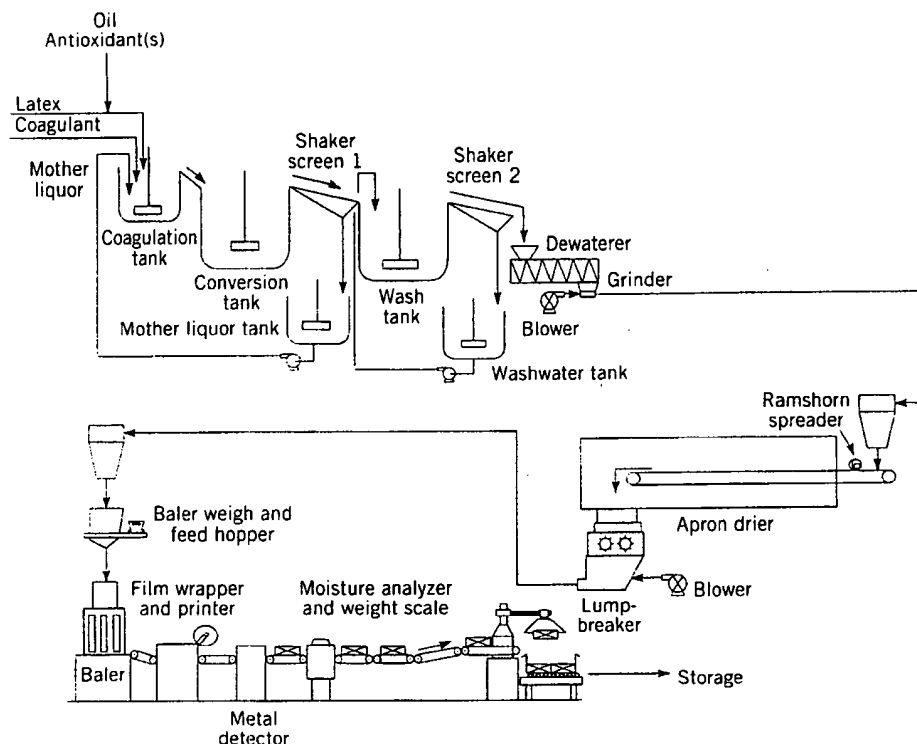 Oil
Antioxidant(s)
Latex
Coagulant
Mother
liquor
Shaker
screen 1
Shaker
screen 2
Coagulation
tank
Conversion
tank
Mother liquor tank
Wash
tank
Dewaterer
Grinder
Blower
Washwater tank
Ramshorn
spreader
Apron drier
Baler weigh and
feed hopper
Blower
Lump-
breaker
Film wrapper
and printer
Moisture analyzer
and weight scale
Baler
Metal
detector
Storage